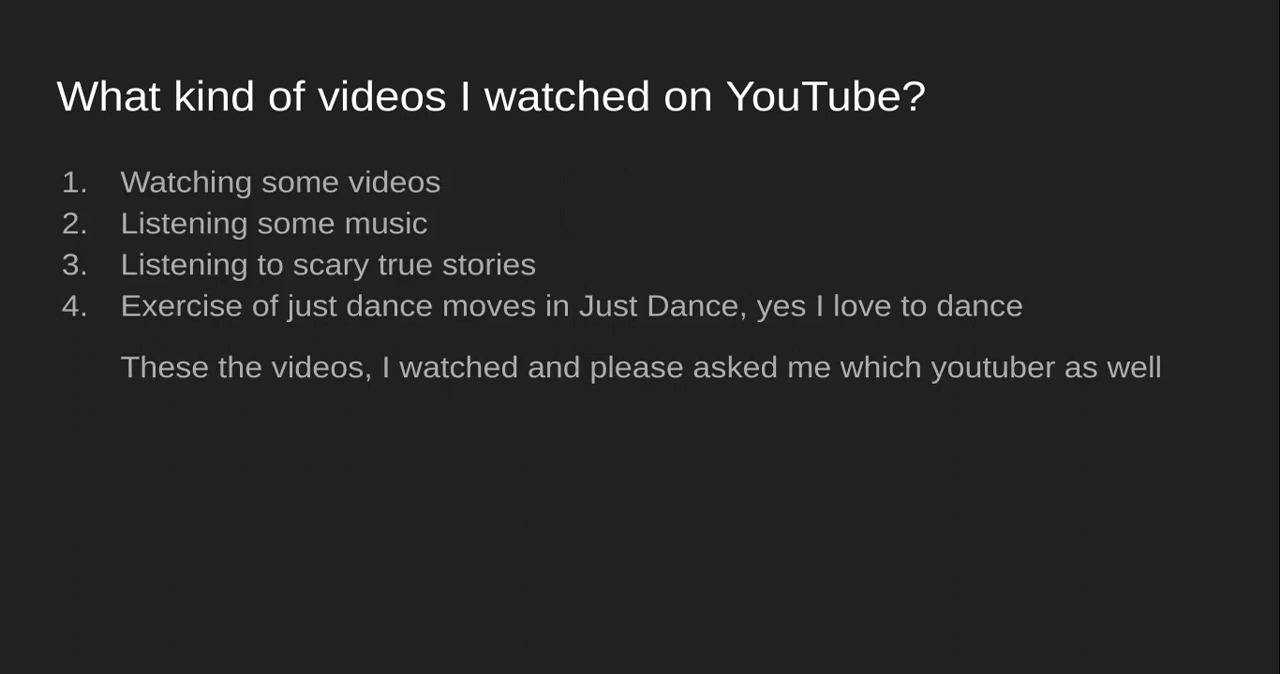 What kind of videos I watched on YouTube?
1. Watching some videos
2. Listening some music
3. Listening to scary true stories
4. Exercise of just dance moves in Just Dance, yes I love to dance
These the videos, I watched and please asked me which youtuber as well